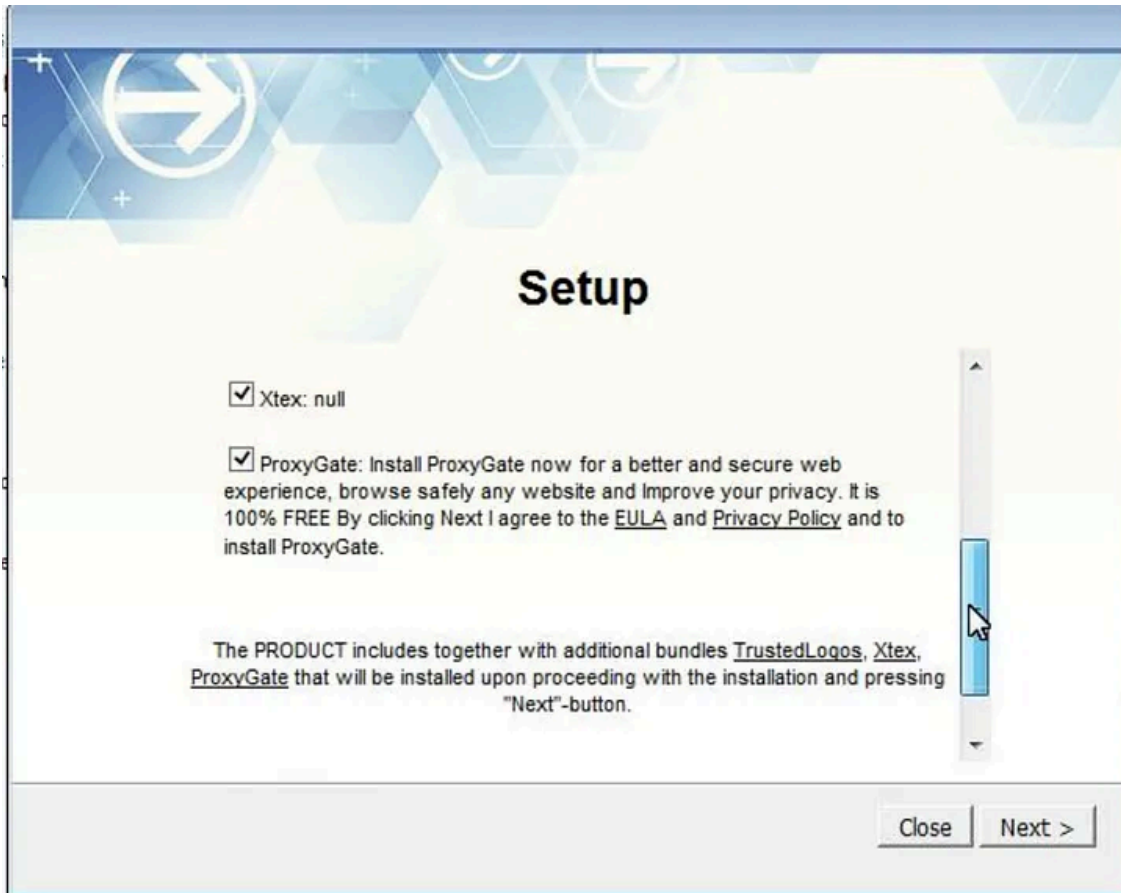 Setup
Xtex: null
ProxyGate: Install ProxyGate now for a better and secure web
experience, browse safely any website and Improve your privacy. It is
100% FREE By clicking Next I agree to the EULA and Privacy Policy and to
install ProxyGate.
The PRODUCT includes together with additional bundles TrustedLogos, Xtex,
ProxyGate that will be installed upon proceeding with the installation and pressing
"Next"-button.
Close
Next >